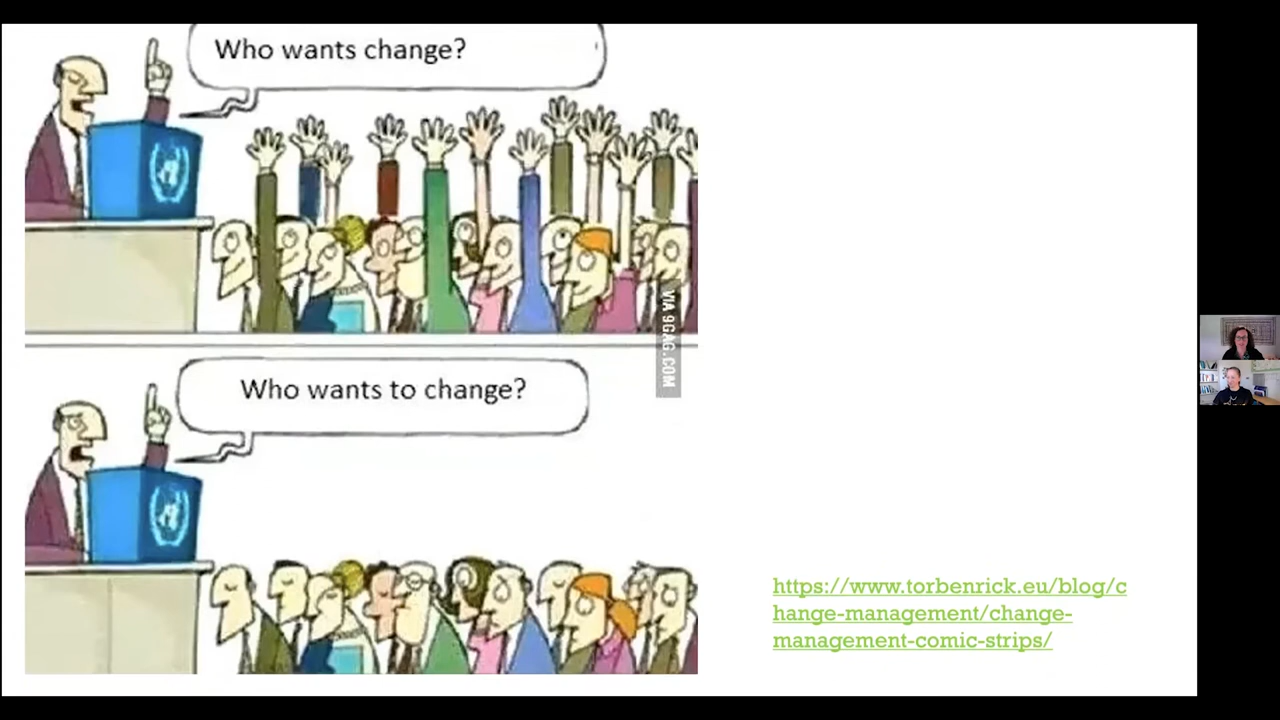 Who wants change?
VIA 9GAG.COM
Who wants to change?
https://www.torbenrick.eu/blog/c
hange-management/change-
management-comic-strips/